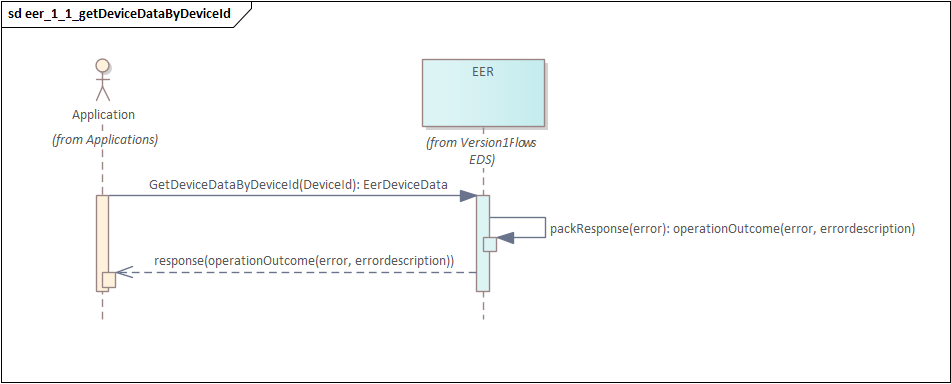 sd eer_1_1_getDeviceDataByDeviceId
EER
Application
(from Applications)
(from Version1Flows
EDS)
GetDeviceDataByDeviceId(DeviceId): EerDeviceData
packResponse(error): operationOutcome(error, errordescription)
response(operationOutcome(error, errordescription))